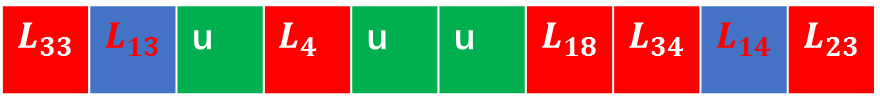 L₃₃ L₁₃ u L₄ u u L₁₈ L₃₄ L₁₄ L₂₃